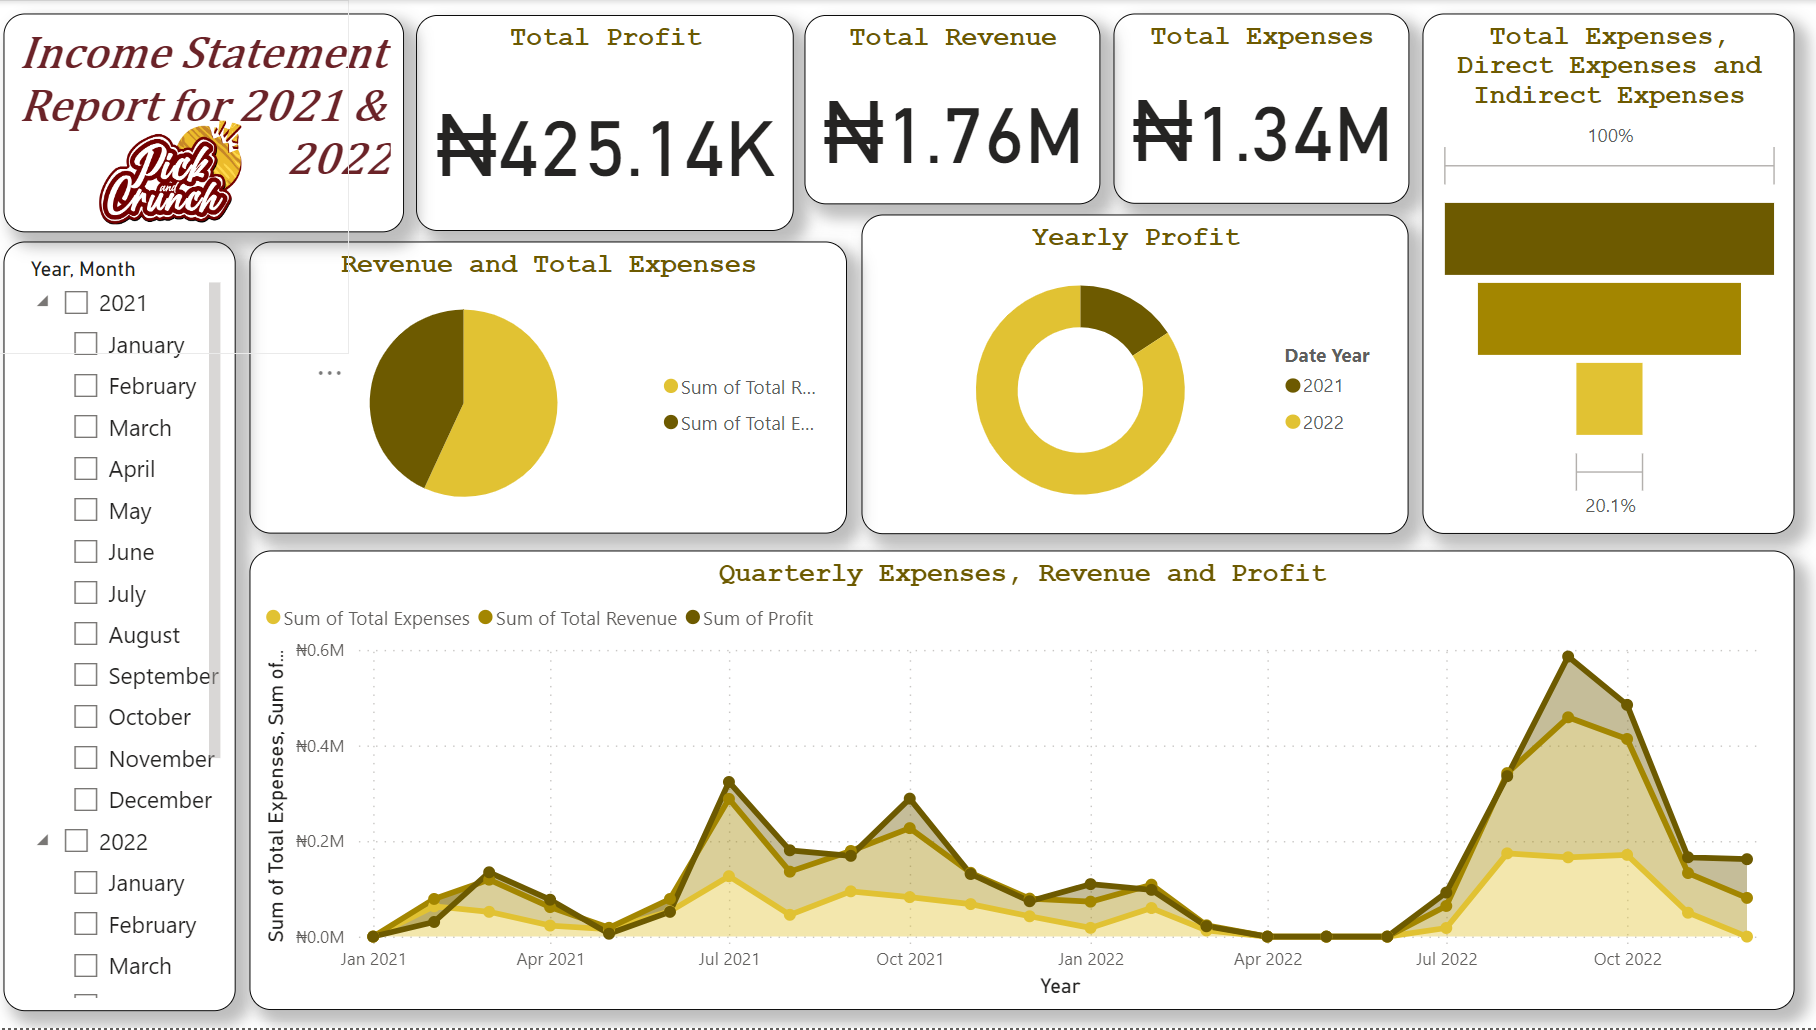 Income Statement
Report for 2021 &
2022
Pick
and
Crunch
Total Profit
₦425.14K
Total Revenue
₦1.76M
Total Expenses
₦1.34M
Total Expenses,
Direct Expenses and
Indirect Expenses
100%
20.1%
Year, Month
2021
January
February
March
April
May
June
July
August
September
October
November
December
2022
January
February
March
Revenue and Total Expenses
Sum of Total R...
Sum of Total E...
Yearly Profit
Date Year
2021
2022
Quarterly Expenses, Revenue and Profit
Sum of Total Expenses Sum of Total Revenue Sum of Profit
Sum of Total Expenses, Sum of...
₦0.6M
₦0.4M
₦0.2M
₦0.0M
Jan 2021 Apr 2021 Jul 2021 Oct 2021 Jan 2022 Apr 2022 Jul 2022 Oct 2022
Year